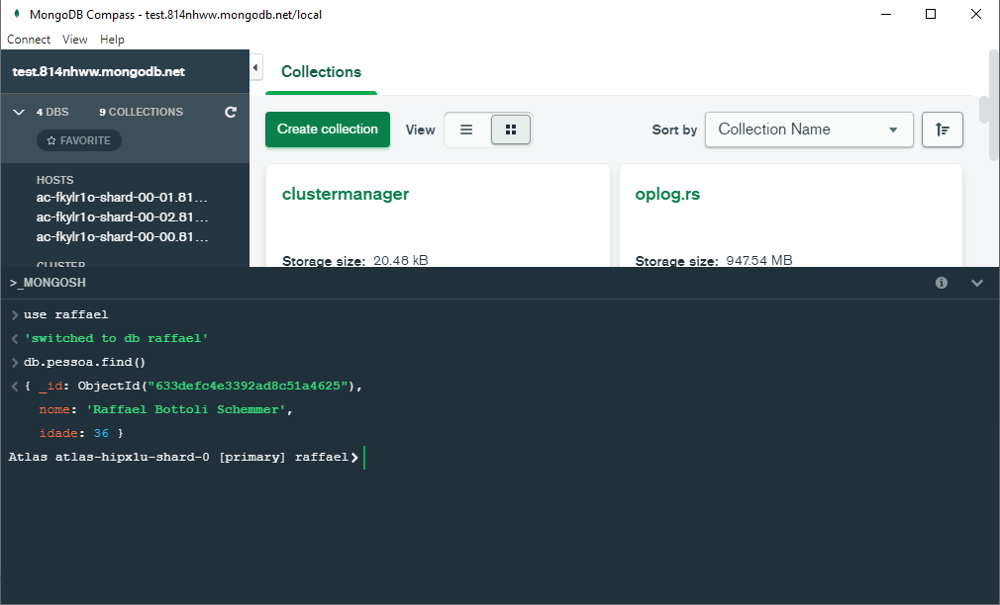 MongoDB Compass - test.814nhww.mongodb.net/local
Connect View Help
test.814nhww.mongodb.net
4 DBS 9 COLLECTIONS
FAVORITE
HOSTS
ac-fkylr1o-shard-00-01.81...
ac-fkylr1o-shard-00-02.81...
ac-fkylr1o-shard-00-00.81...
CLUSTER
Collections
Create collection View Sort by Collection Name
clustermanager
Storage size: 20.48 kB
oplog.rs
Storage size: 947.54 MB
>_MONGOSH
> use raffael
< 'switched to db raffael'
> db.pessoa.find()
< { _id: ObjectId("633defc4e3392ad8c51a4625"),
nome: 'Raffael Bottoli Schemmer',
idade: 36 }
Atlas atlas-hipx1u-shard-0 [primary] raffael>